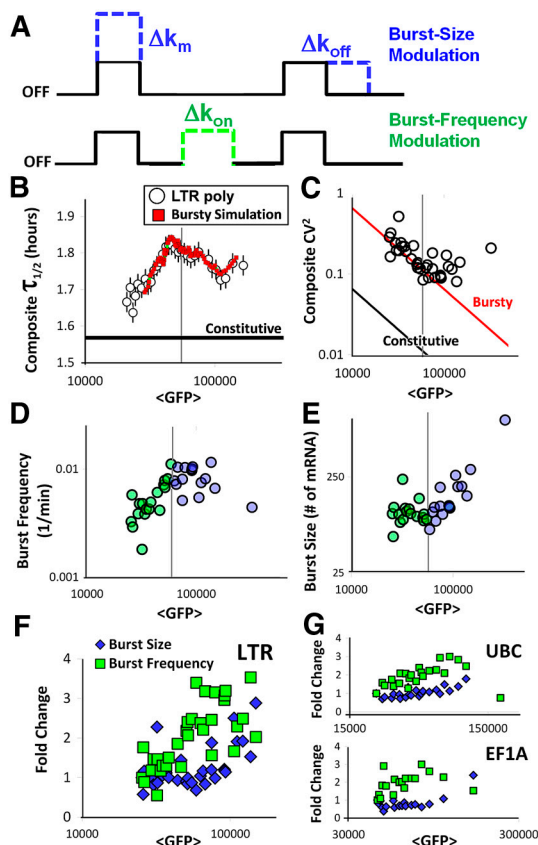 A
Δkm
Δkoff
Burst-Size
Modulation
OFF
Δkon
Burst-Frequency
Modulation
OFF
B
LTR poly
Bursty Simulation
Composite τ1/2 (hours)
1.9
1.8
1.7
1.6
1.5
Constitutive
10000
100000
<GFP>
C
Composite CV²
1
0.1
0.01
Bursty
Constitutive
10000
100000
<GFP>
D
Burst Frequency
(1/min)
0.01
0.001
10000
100000
<GFP>
E
Burst Size (# of mRNA)
250
25
10000
100000
<GFP>
F
Burst Size
Burst Frequency
LTR
Fold Change
4
3
2
1
0
10000
100000
<GFP>
G
UBC
Fold Change
4
3
2
1
0
15000
150000
EF1A
Fold Change
4
3
2
1
0
30000
<GFP>
300000